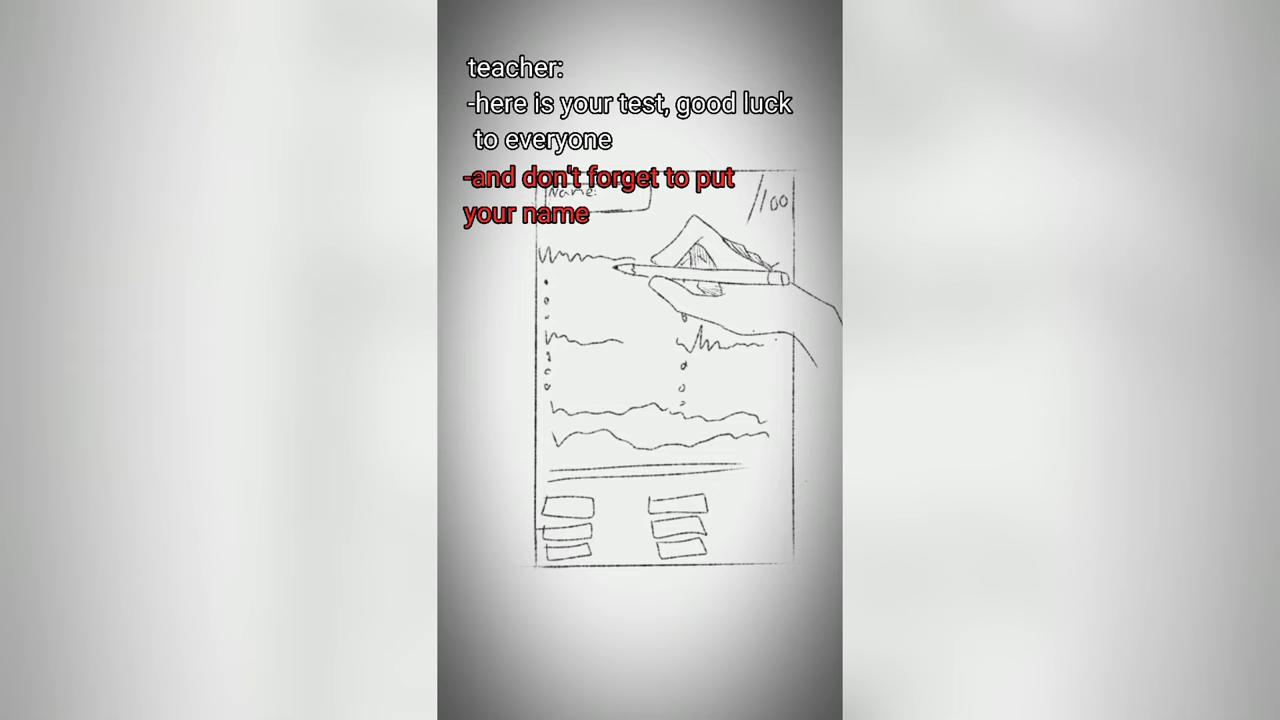 teacher:
-here is your test, good luck
to everyone
-and don't forget to put
Name:
your name
/100